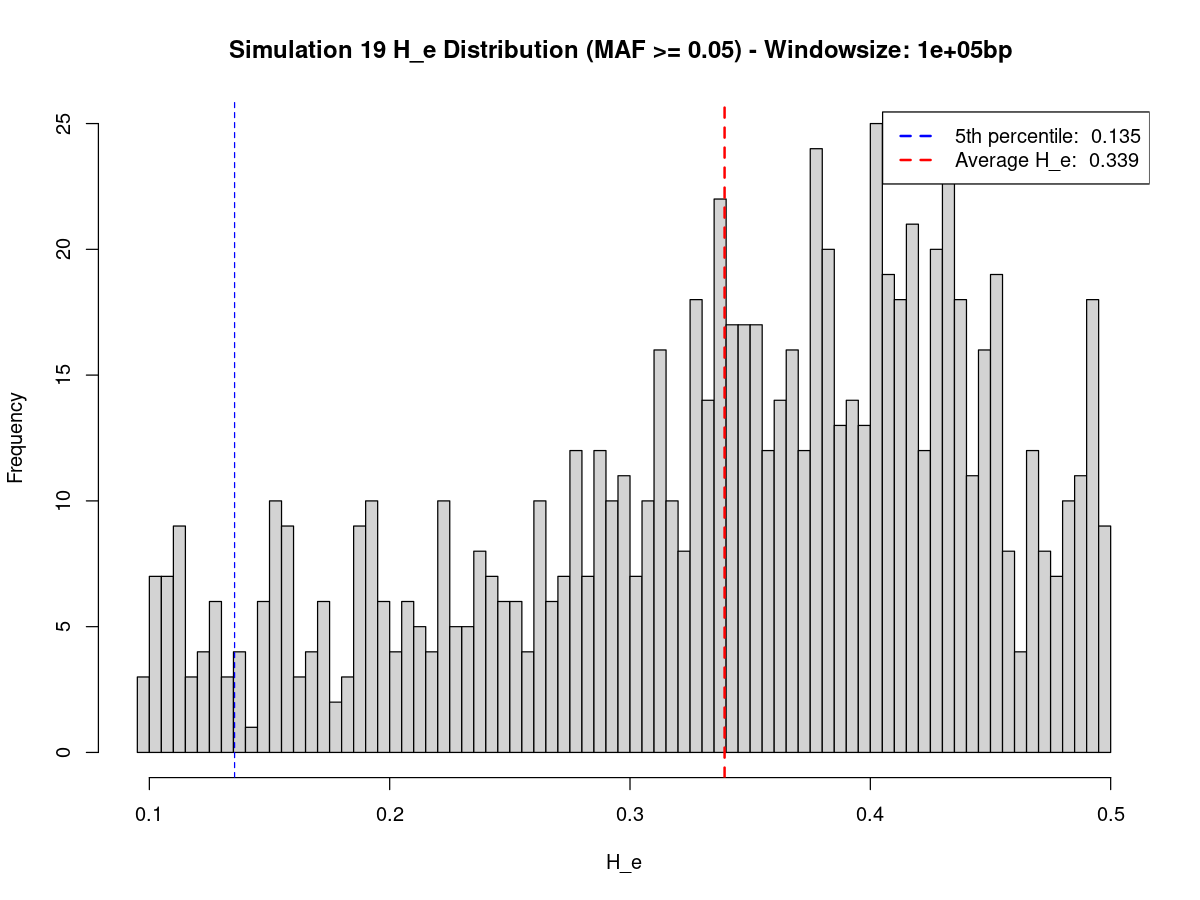 Simulation 19 H_e Distribution (MAF >= 0.05) - Windowsize: 1e+05bp
5th percentile: 0.135
Average H_e: 0.339
Frequency
25
20
15
10
5
0
0.1 0.2 0.3 0.4 0.5
H_e